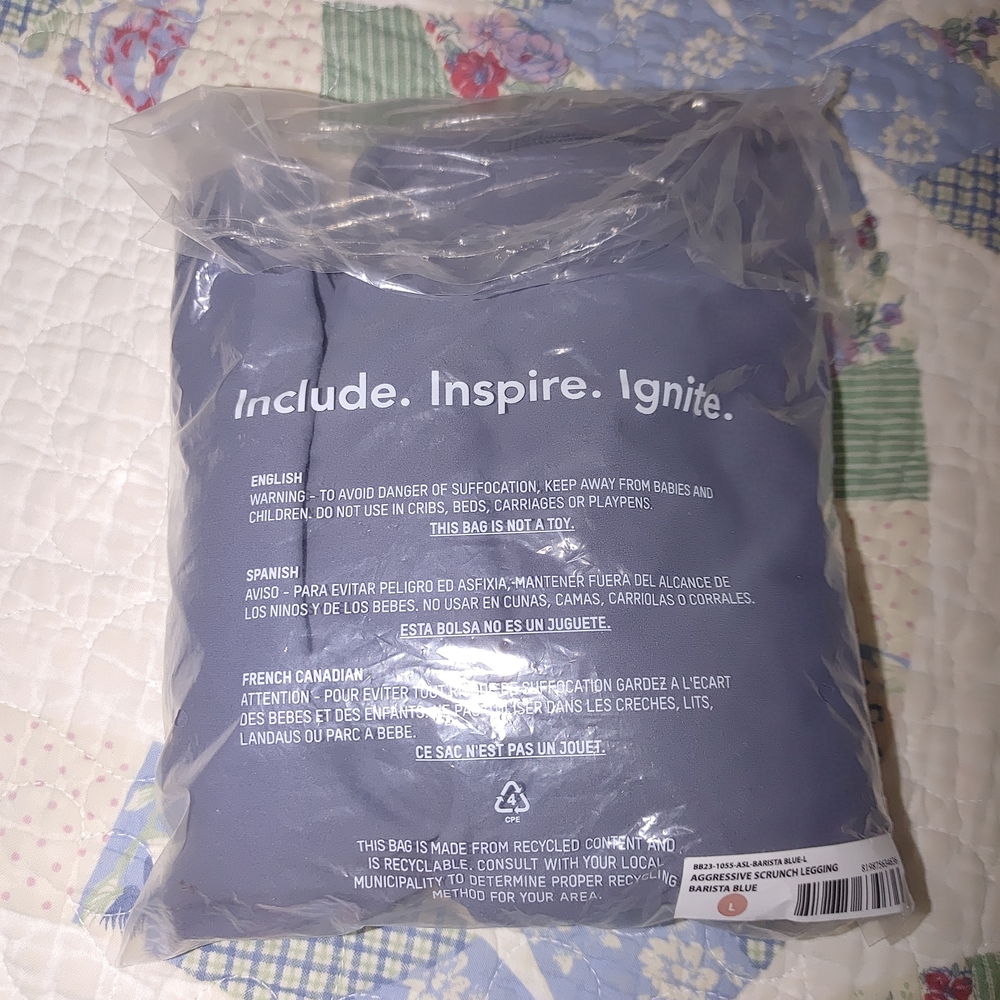 Include. Inspire. Ignite.
ENGLISH
WARNING - TO AVOID DANGER OF SUFFOCATION, KEEP AWAY FROM BABIES AND
CHILDREN. DO NOT USE IN CRIBS, BEDS, CARRIAGES OR PLAYPENS.
THIS BAG IS NOT A TOY.
SPANISH
AVISO - PARA EVITAR PELIGRO ED ASFIXIA, MANTENER FUERA DEL ALCANCE DE
LOS NINOS Y DE LOS BEBES. NO USAR EN CUNAS, CAMAS, CARRIOLAS O CORRALES.
ESTA BOLSA NO ES UN JUGUETE.
FRENCH CANADIAN
ATTENTION - POUR EVITER TOUT SUFFOCATION GARDEZ A L'ECART
DES BEBES ET DES ENFANTS. DANS LES CRECHES, LITS,
LANDAUS OU PARC A BEBE.
CE SAC N'EST PAS UN JOUET.
4
CPE
THIS BAG IS MADE FROM RECYCLED CONTENT AND
IS RECYCLABLE. CONSULT WITH YOUR LOCAL
MUNICIPALITY TO DETERMINE PROPER RECYCLING
METHOD FOR YOUR AREA.
BB23-1055-ASL-BARISTA BLUE-L
AGGRESSIVE SCRUNCH LEGGING
BARISTA BLUE
L